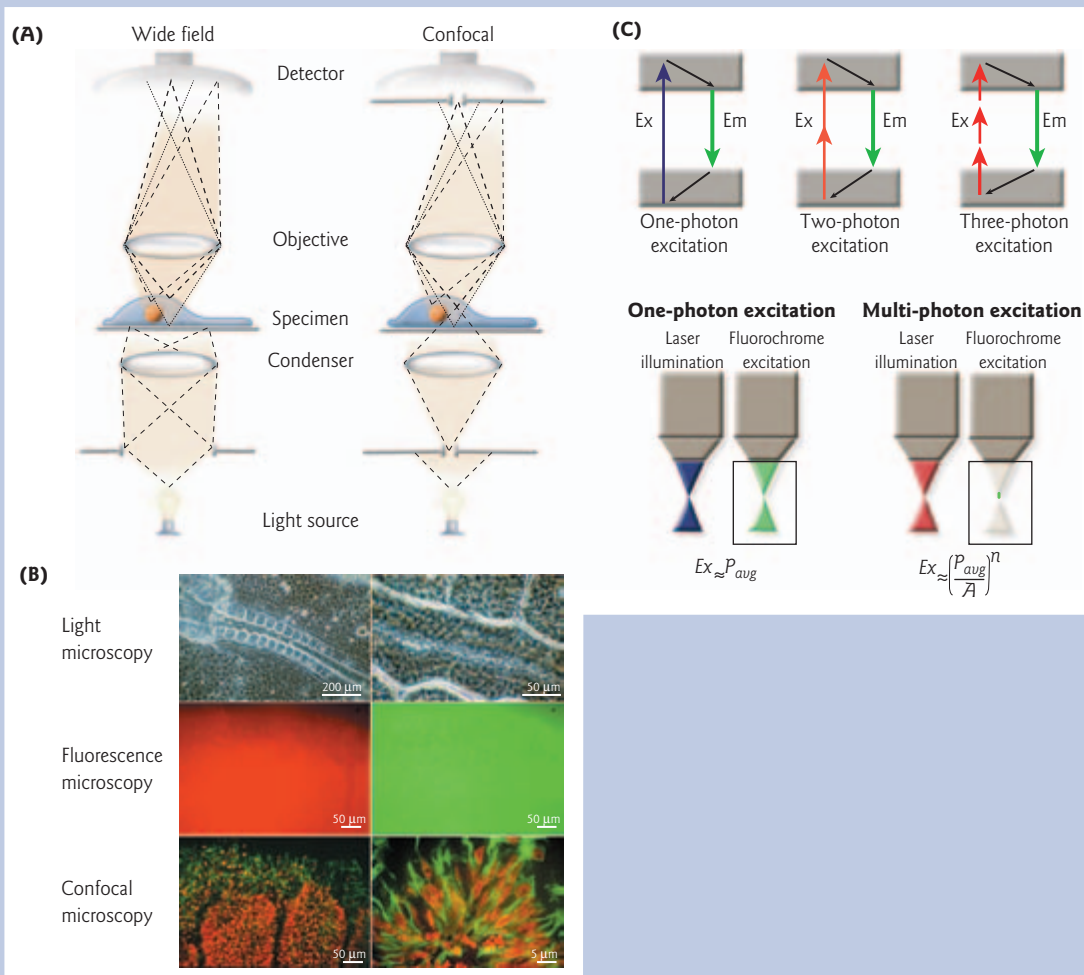 (A)
Wide field
Confocal
Detector
Objective
Specimen
Condenser
Light source
(B)
Light
microscopy
200 µm
50 µm
Fluorescence
microscopy
50 µm
50 µm
Confocal
microscopy
50 µm
5 µm
(C)
Ex
Em
Ex
Em
Ex
Em
One-photon
excitation
Two-photon
excitation
Three-photon
excitation
One-photon excitation
Multi-photon excitation
Laser
illumination
Fluorochrome
excitation
Laser
illumination
Fluorochrome
excitation
Ex≈Pavg
Ex≈(Pavg/A)n